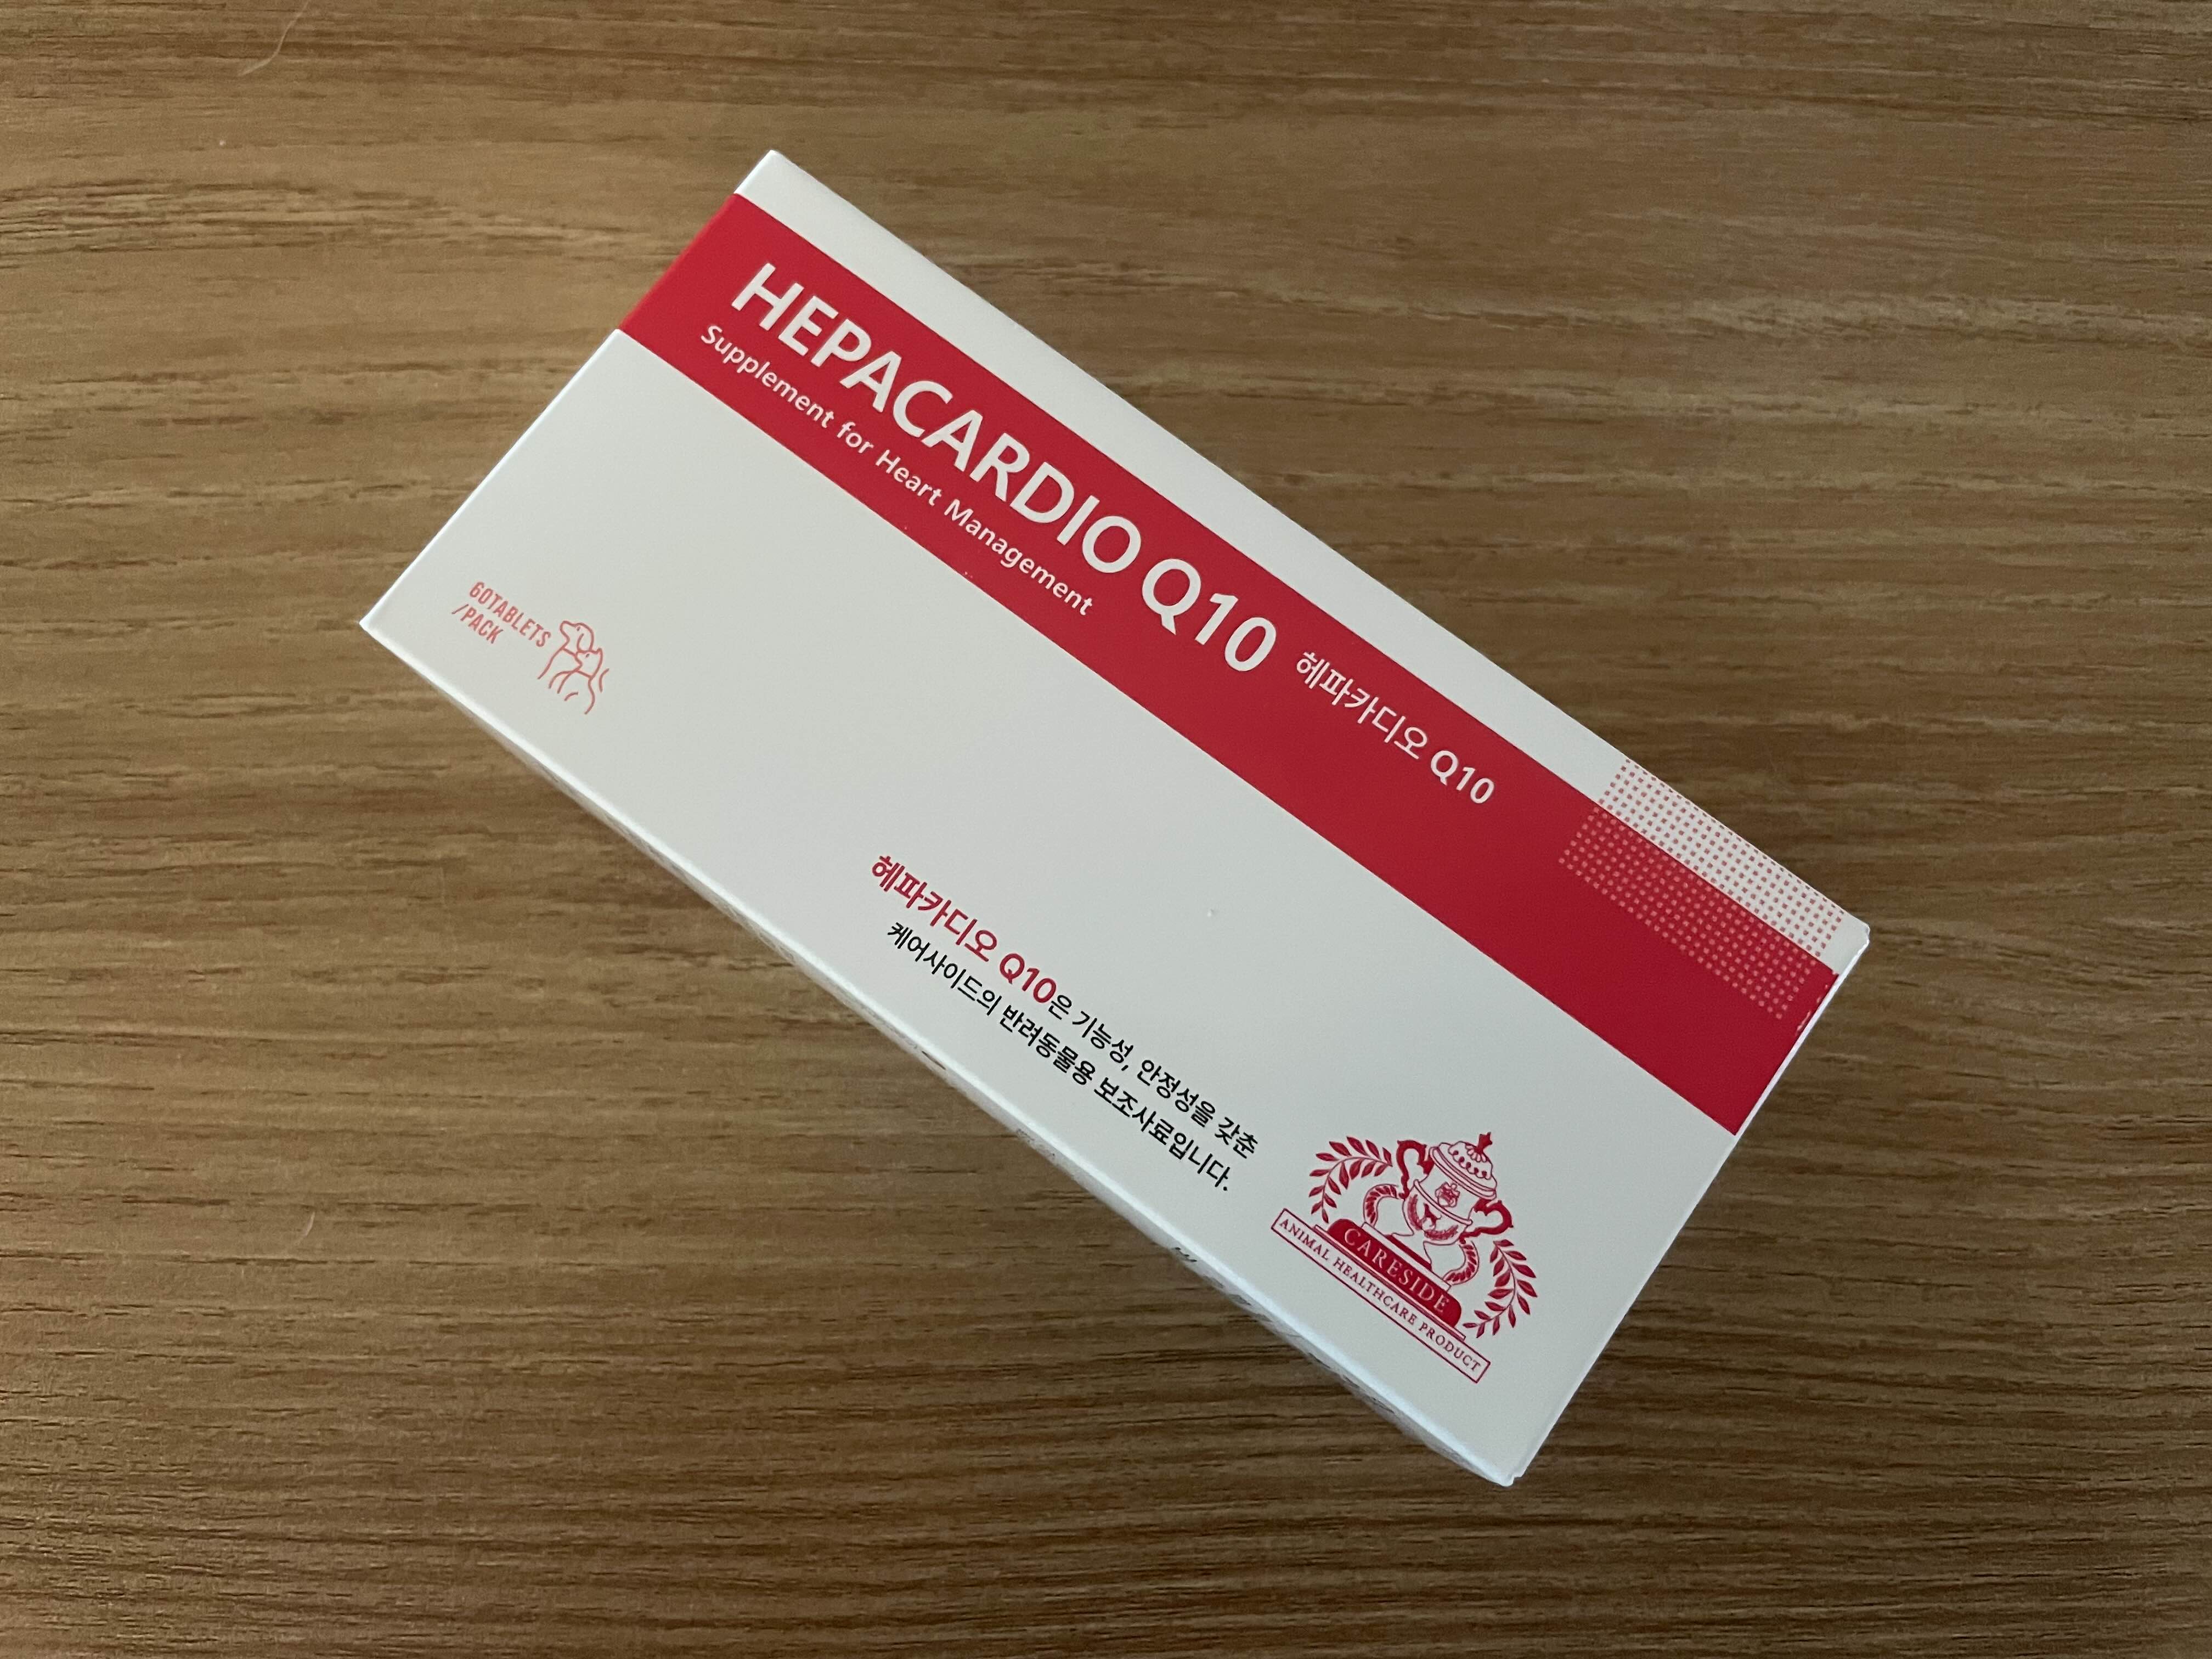 HEPACARDIO Q10 헤파카디오 Q10
Supplement for Heart Management
60TABLETS
/PACK
헤파카디오 Q10은 기능성, 안정성을 갖춘
케어사이드의 반려동물용 보조사료입니다.
CARESIDE
ANIMAL HEALTHCARE PRODUCT